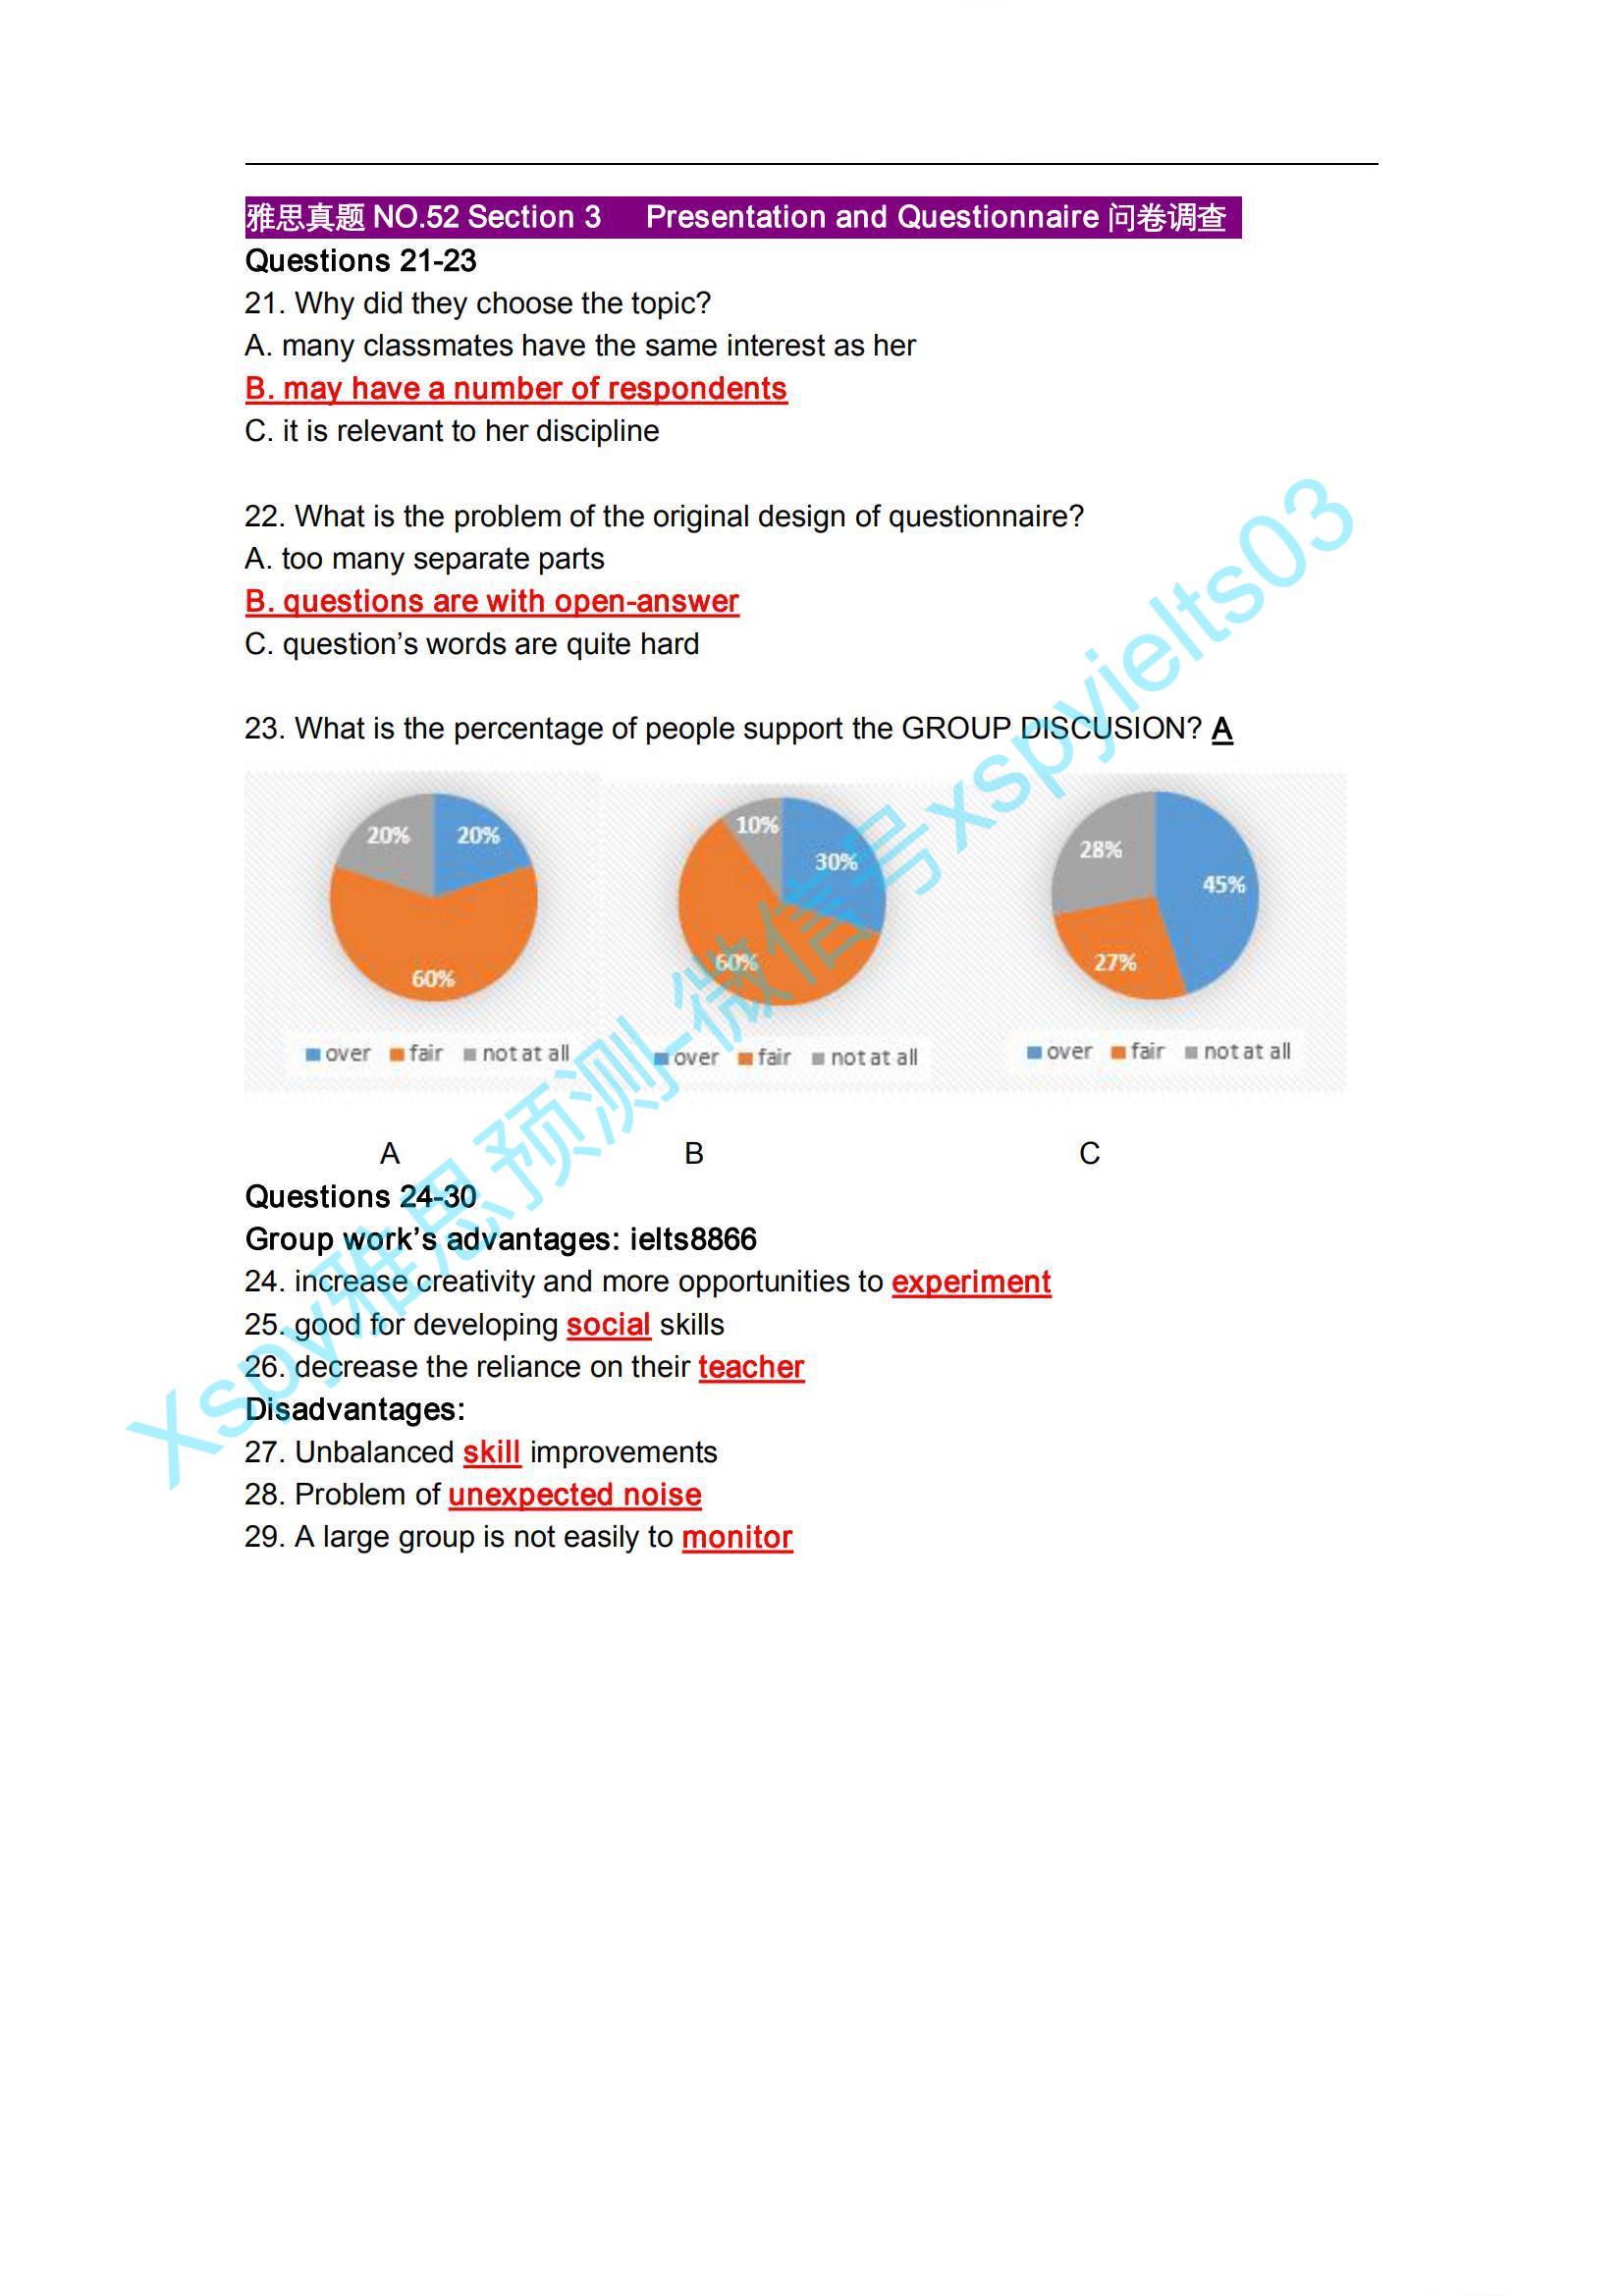 雅思真题 NO.52 Section 3 Presentation and Questionnaire 问卷调查
Questions 21-23
21. Why did they choose the topic?
A. many classmates have the same interest as her
B. may have a number of respondents
C. it is relevant to her discipline
22. What is the problem of the original design of questionnaire?
A. too many separate parts
B. questions are with open-answer
C. question’s words are quite hard
23. What is the percentage of people support the GROUP DISCUSION? A
20% 20% 60%
over fair not at all
10% 30% 60%
over fair not at all
28% 45% 27%
over fair not at all
A B C
Questions 24-30
Group work’s advantages: ielts8866
24. increase creativity and more opportunities to experiment
25. good for developing social skills
26. decrease the reliance on their teacher
Disadvantages:
27. Unbalanced skill improvements
28. Problem of unexpected noise
29. A large group is not easily to monitor
Xspy雅思预测-微信号xspyielts03